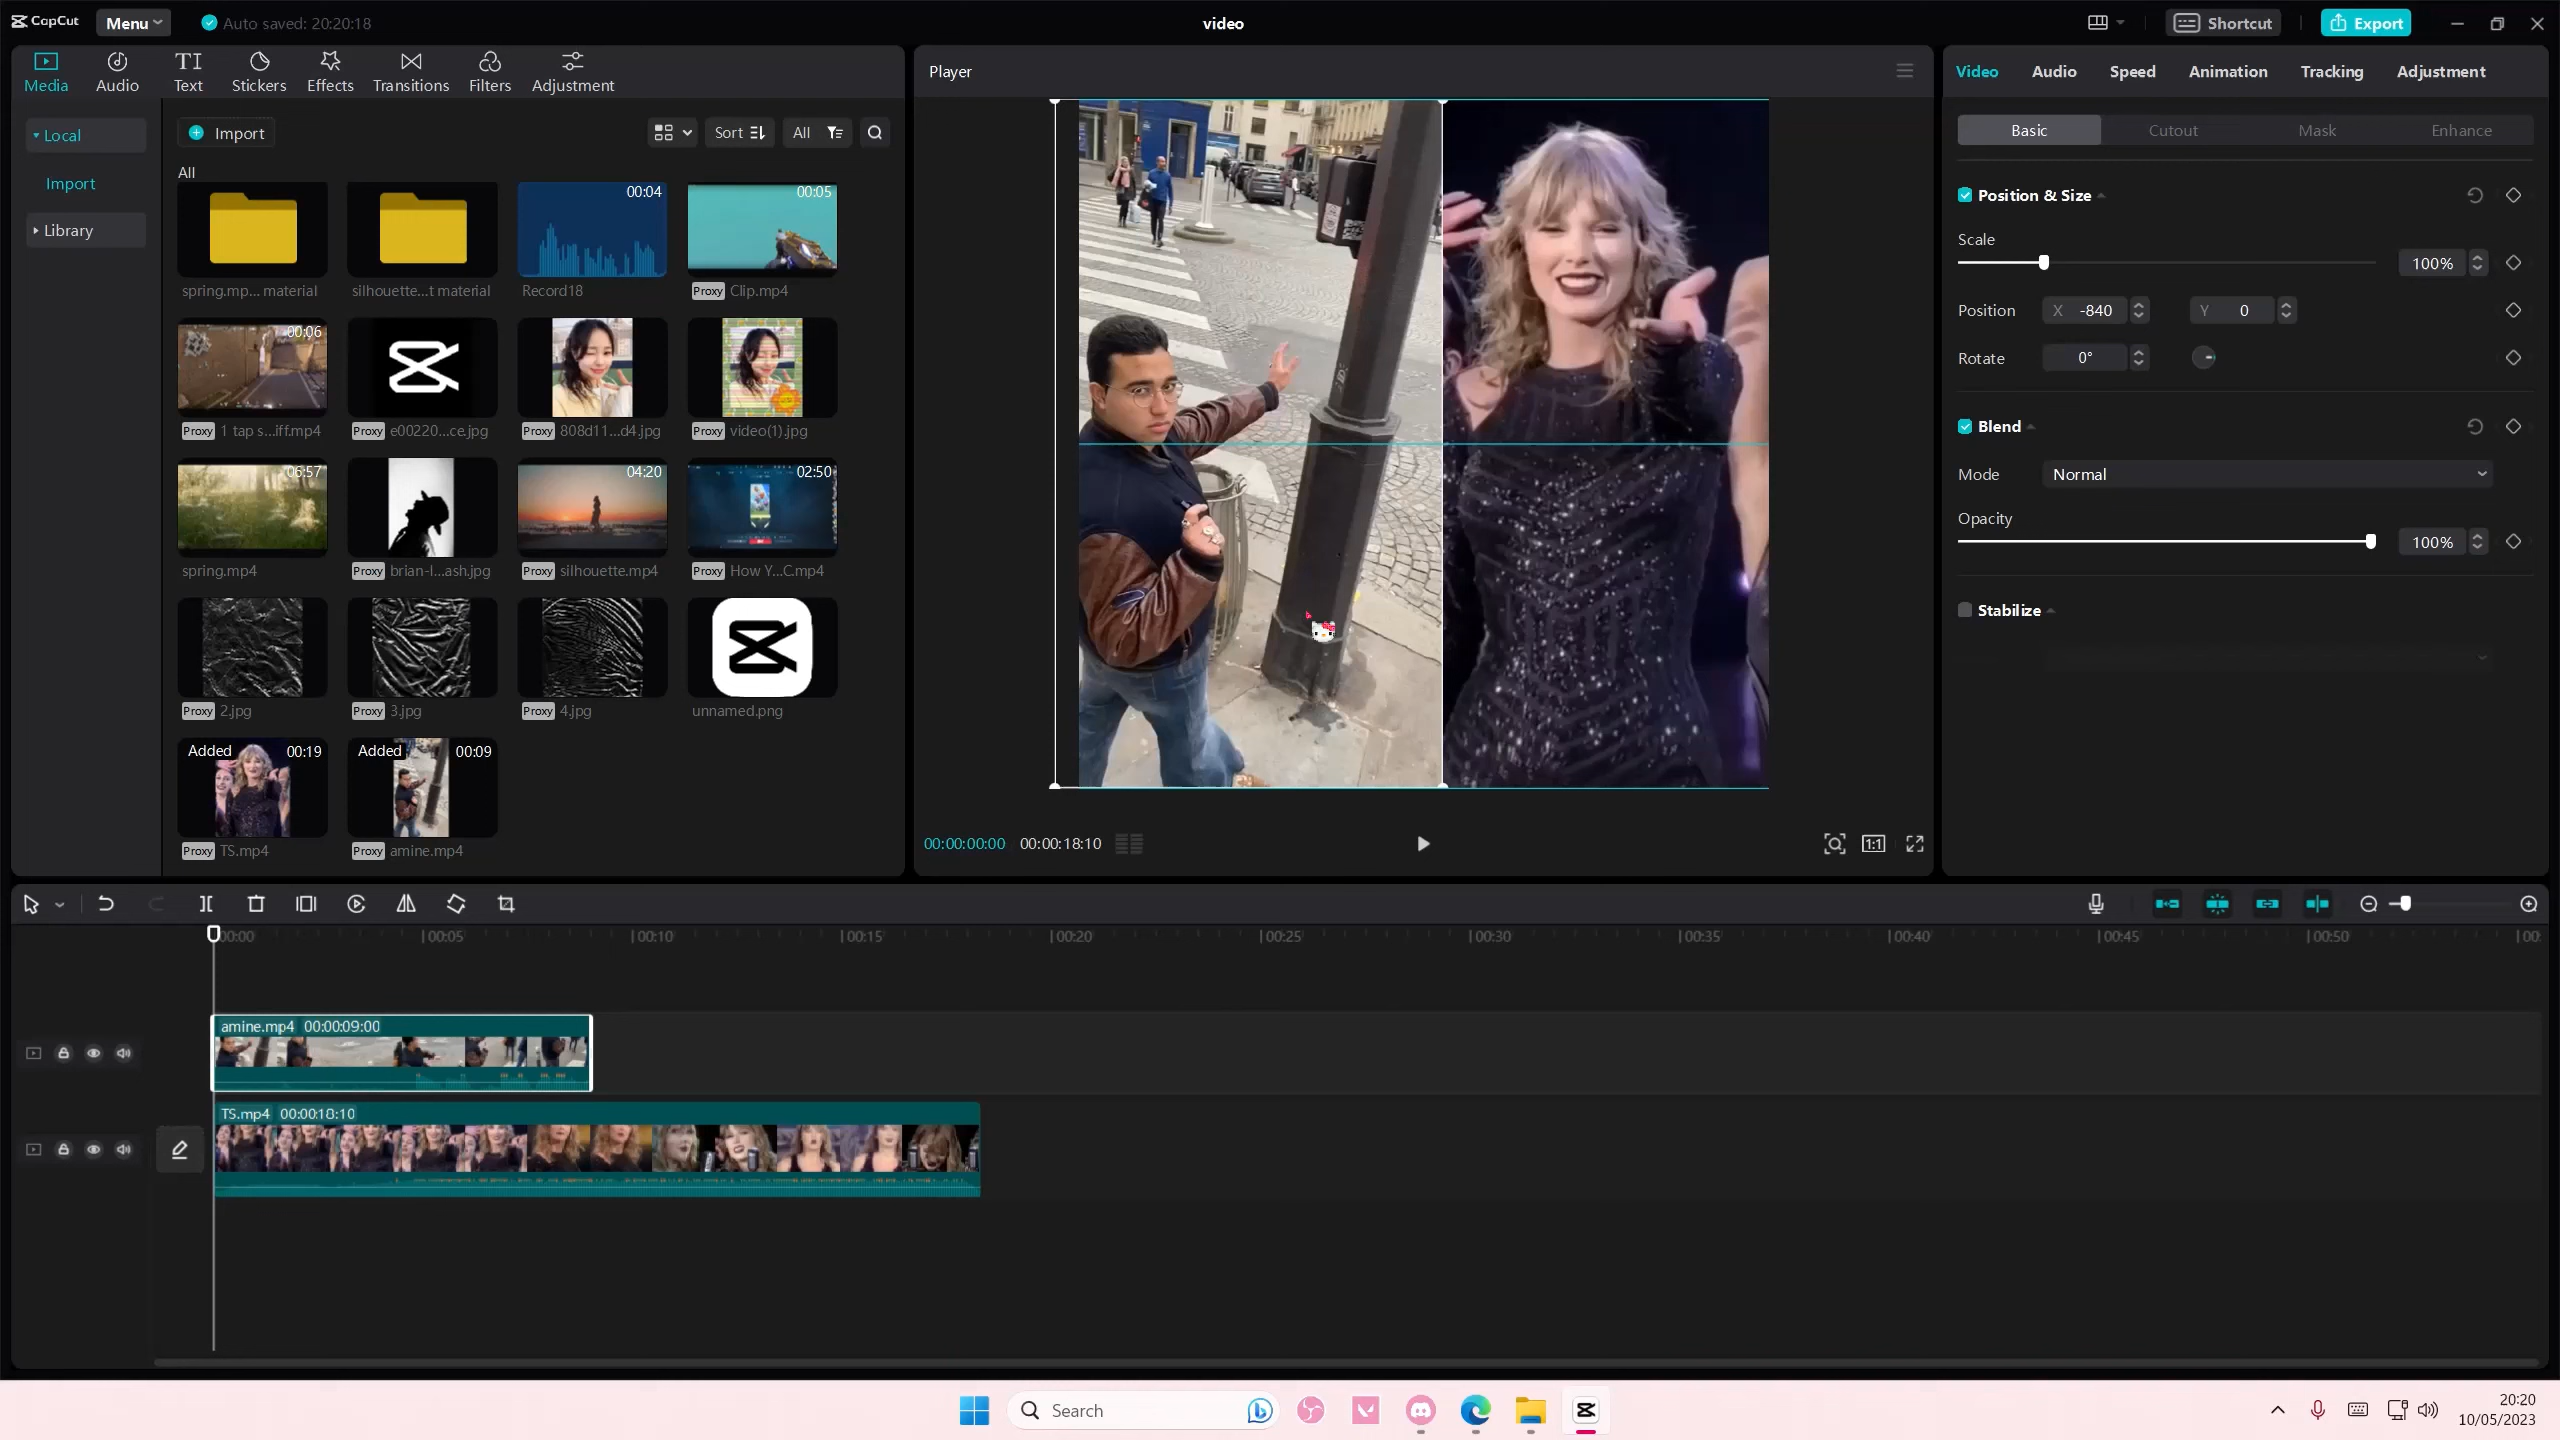 CapCut
Menu
Auto saved: 20:20:18
video
Shortcut
Export
Media
Audio
Text
Stickers
Effects
Transitions
Filters
Adjustment
Local
Import
Library
Import
Sort
All
All
spring.mp... material
silhouette...t material
00:04
Record18
00:05
Proxy Clip.mp4
00:06
Proxy 1 tap s...iff.mp4
Proxy e00220...ce.jpg
Proxy 808d11...d4.jpg
Proxy video(1).jpg
06:57
spring.mp4
Proxy brian-l...ash.jpg
04:20
Proxy silhouette.mp4
02:50
Proxy How Y...C.mp4
Proxy 2.jpg
Proxy 3.jpg
Proxy 4.jpg
unnamed.png
Added 00:19
Proxy TS.mp4
Added 00:09
Proxy amine.mp4
Player
00:00:00:00 00:00:18:10
1:1
Video
Audio
Speed
Animation
Tracking
Adjustment
Basic
Cutout
Mask
Enhance
Position & Size
Scale
100%
Position X -840 Y 0
Rotate 0°
Blend
Mode Normal
Opacity
100%
Stabilize
00:00 00:05 00:10 00:15 00:20 00:25 00:30 00:35 00:40 00:45 00:50 00:
amine.mp4 00:00:09:00
TS.mp4 00:00:18:10
Search
20:20
10/05/2023